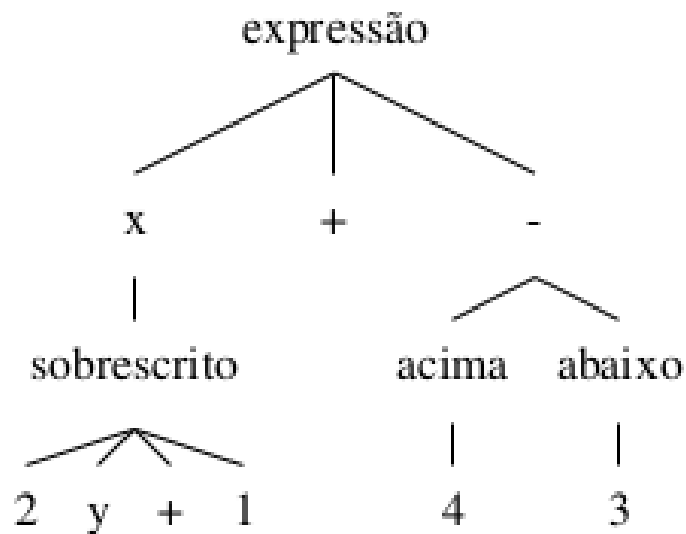 expressão
x + -
sobrescrito acima abaixo
2 y + 1 4 3